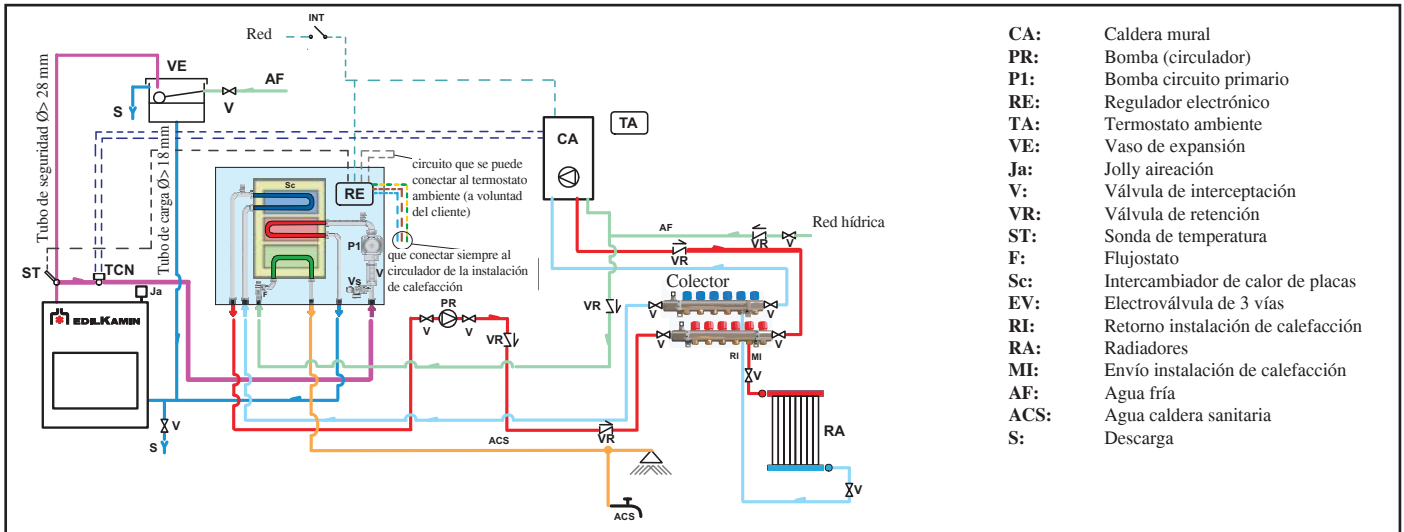 INT
Red
VE
AF
S
V
Tubo de seguridad Ø> 28 mm
Tubo de carga Ø> 18 mm
CA
TA
Sc
RE
circuito que se puede
conectar al termostato
ambiente (a voluntad
del cliente)
P1
V
Vs
F
que conectar siempre al
circulador de la instalación
de calefacción
AF
VR
V
Red hídrica
VR
ST
TCN
Ja
EDILKAMIN
PR
V
V
VR
VR
Colector
V
V
V
V
RI
MI
V
RA
V
V
S
ACS
VR
ACS
CA: Caldera mural
PR: Bomba (circulador)
P1: Bomba circuito primario
RE: Regulador electrónico
TA: Termostato ambiente
VE: Vaso de expansión
Ja: Jolly aireación
V: Válvula de interceptación
VR: Válvula de retención
ST: Sonda de temperatura
F: Flujostato
Sc: Intercambiador de calor de placas
EV: Electroválvula de 3 vías
RI: Retorno instalación de calefacción
RA: Radiadores
MI: Envío instalación de calefacción
AF: Agua fría
ACS: Agua caldera sanitaria
S: Descarga